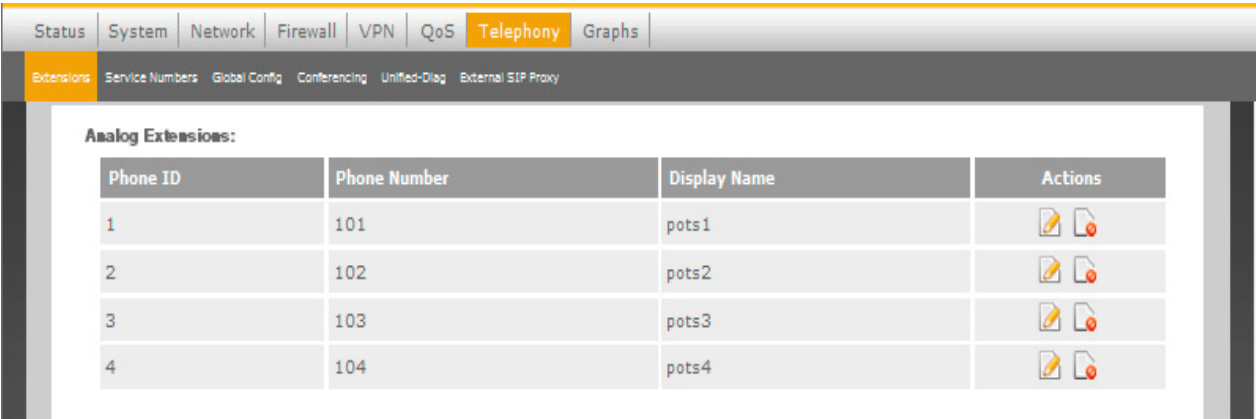 Status System Network Firewall VPN QoS Telephony Graphs
Extensions Service Numbers Global Config Conferencing Unified-Diag External SIP Proxy
Analog Extensions:
Phone ID Phone Number Display Name Actions
1 101 pots1
2 102 pots2
3 103 pots3
4 104 pots4